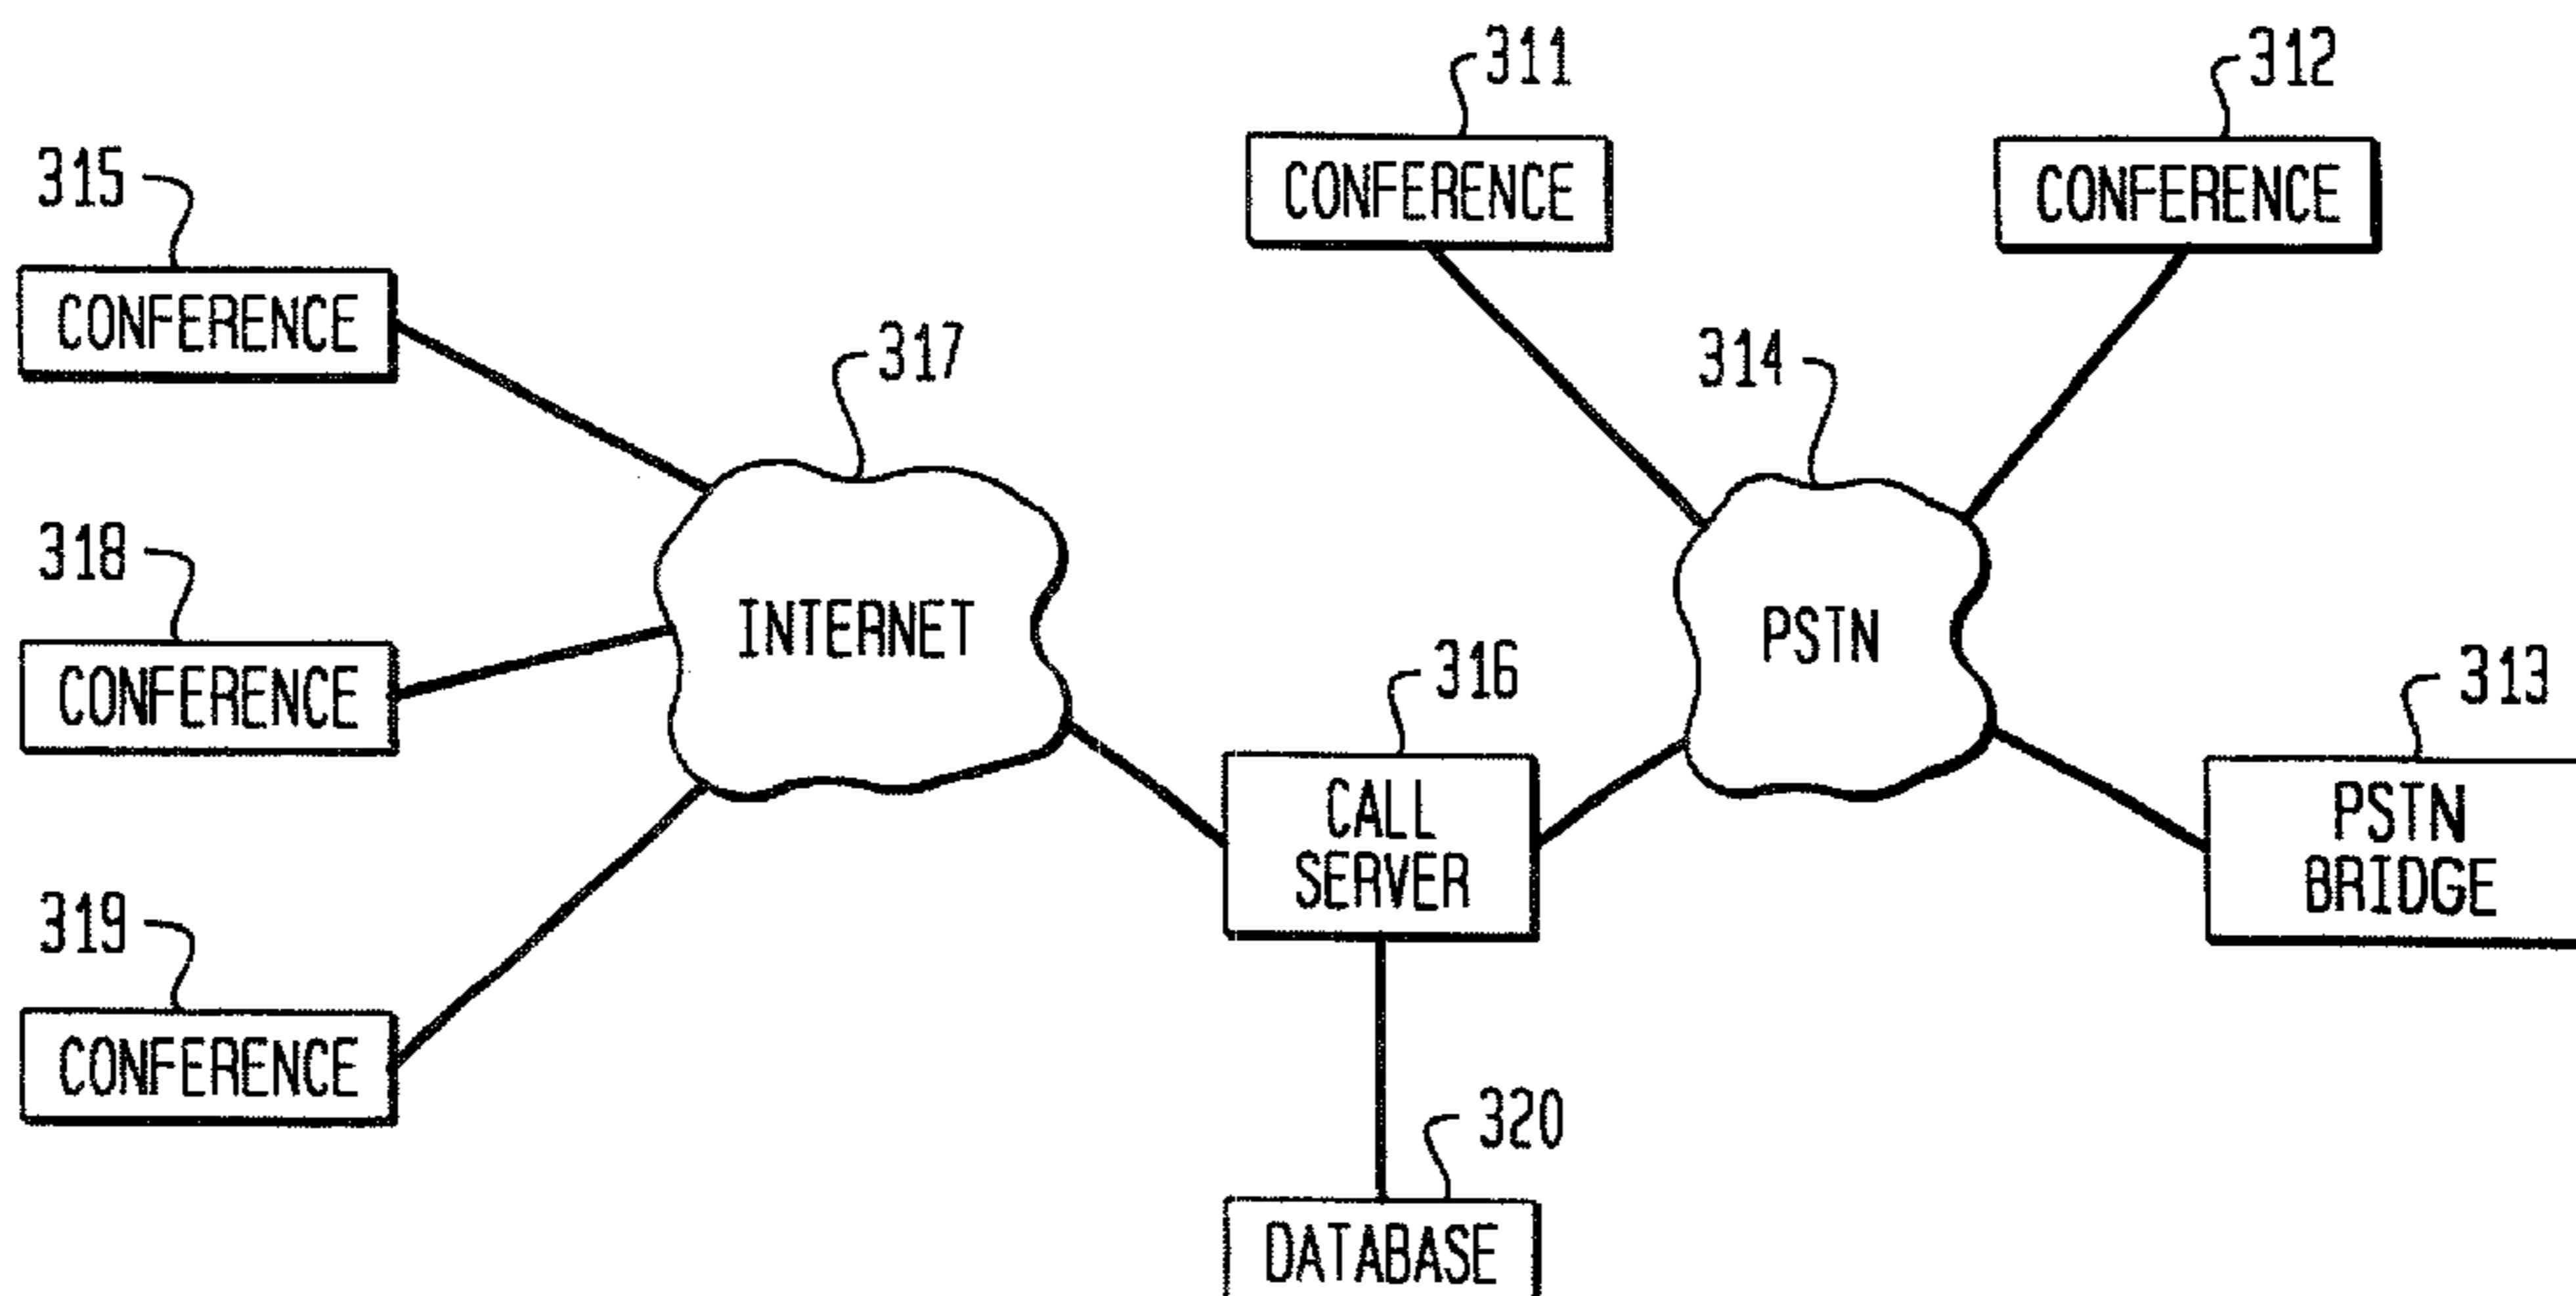 311
312
CONFERENCE
CONFERENCE
315
CONFERENCE
317
314
318
INTERNET
PSTN
CONFERENCE
316
313
CALL
SERVER
PSTN
BRIDGE
319
CONFERENCE
320
DATABASE